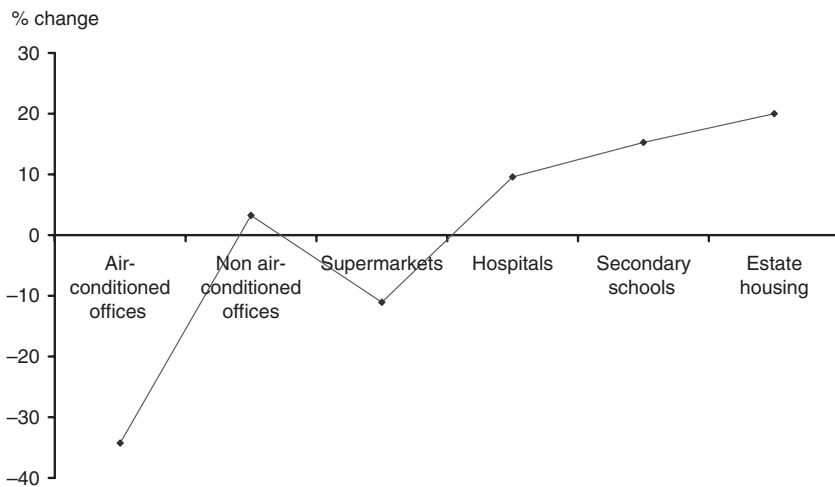 % change
30
20
10
0
–10
–20
–30
–40
Air-
conditioned
offices
Non air-
conditioned
offices
Supermarkets
Hospitals
Secondary
schools
Estate
housing